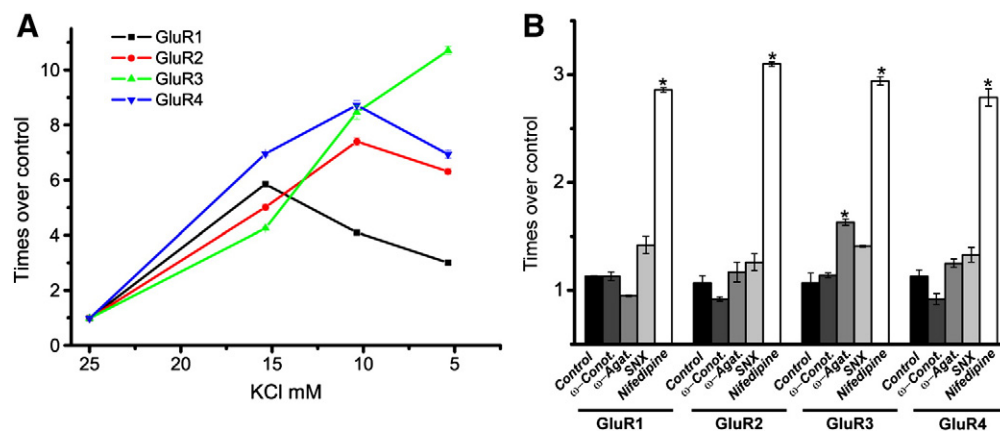 A
GluR1
GluR2
GluR3
GluR4
Times over control
10
8
6
4
2
0
25 20 15 10 5
KCl mM
B
Times over control
3
2
1
* * * * *
Control ω–Conot. ω–Agat. SNX Nifedipine Control ω–Conot. ω–Agat. SNX Nifedipine Control ω–Conot. ω–Agat. SNX Nifedipine Control ω–Conot. ω–Agat. SNX Nifedipine
GluR1 GluR2 GluR3 GluR4